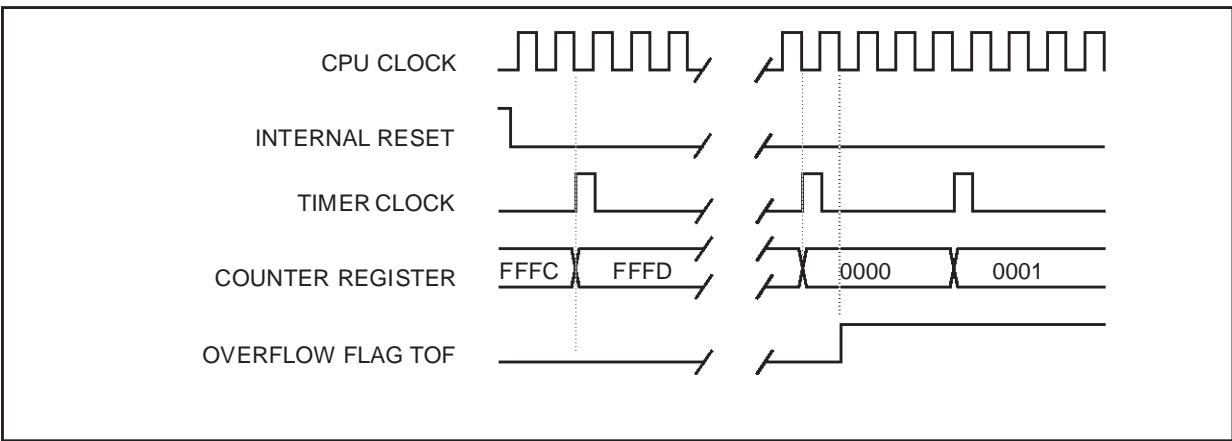 CPU CLOCK
INTERNAL RESET
TIMER CLOCK
COUNTER REGISTER FFFC FFFD 0000 0001
OVERFLOW FLAG TOF